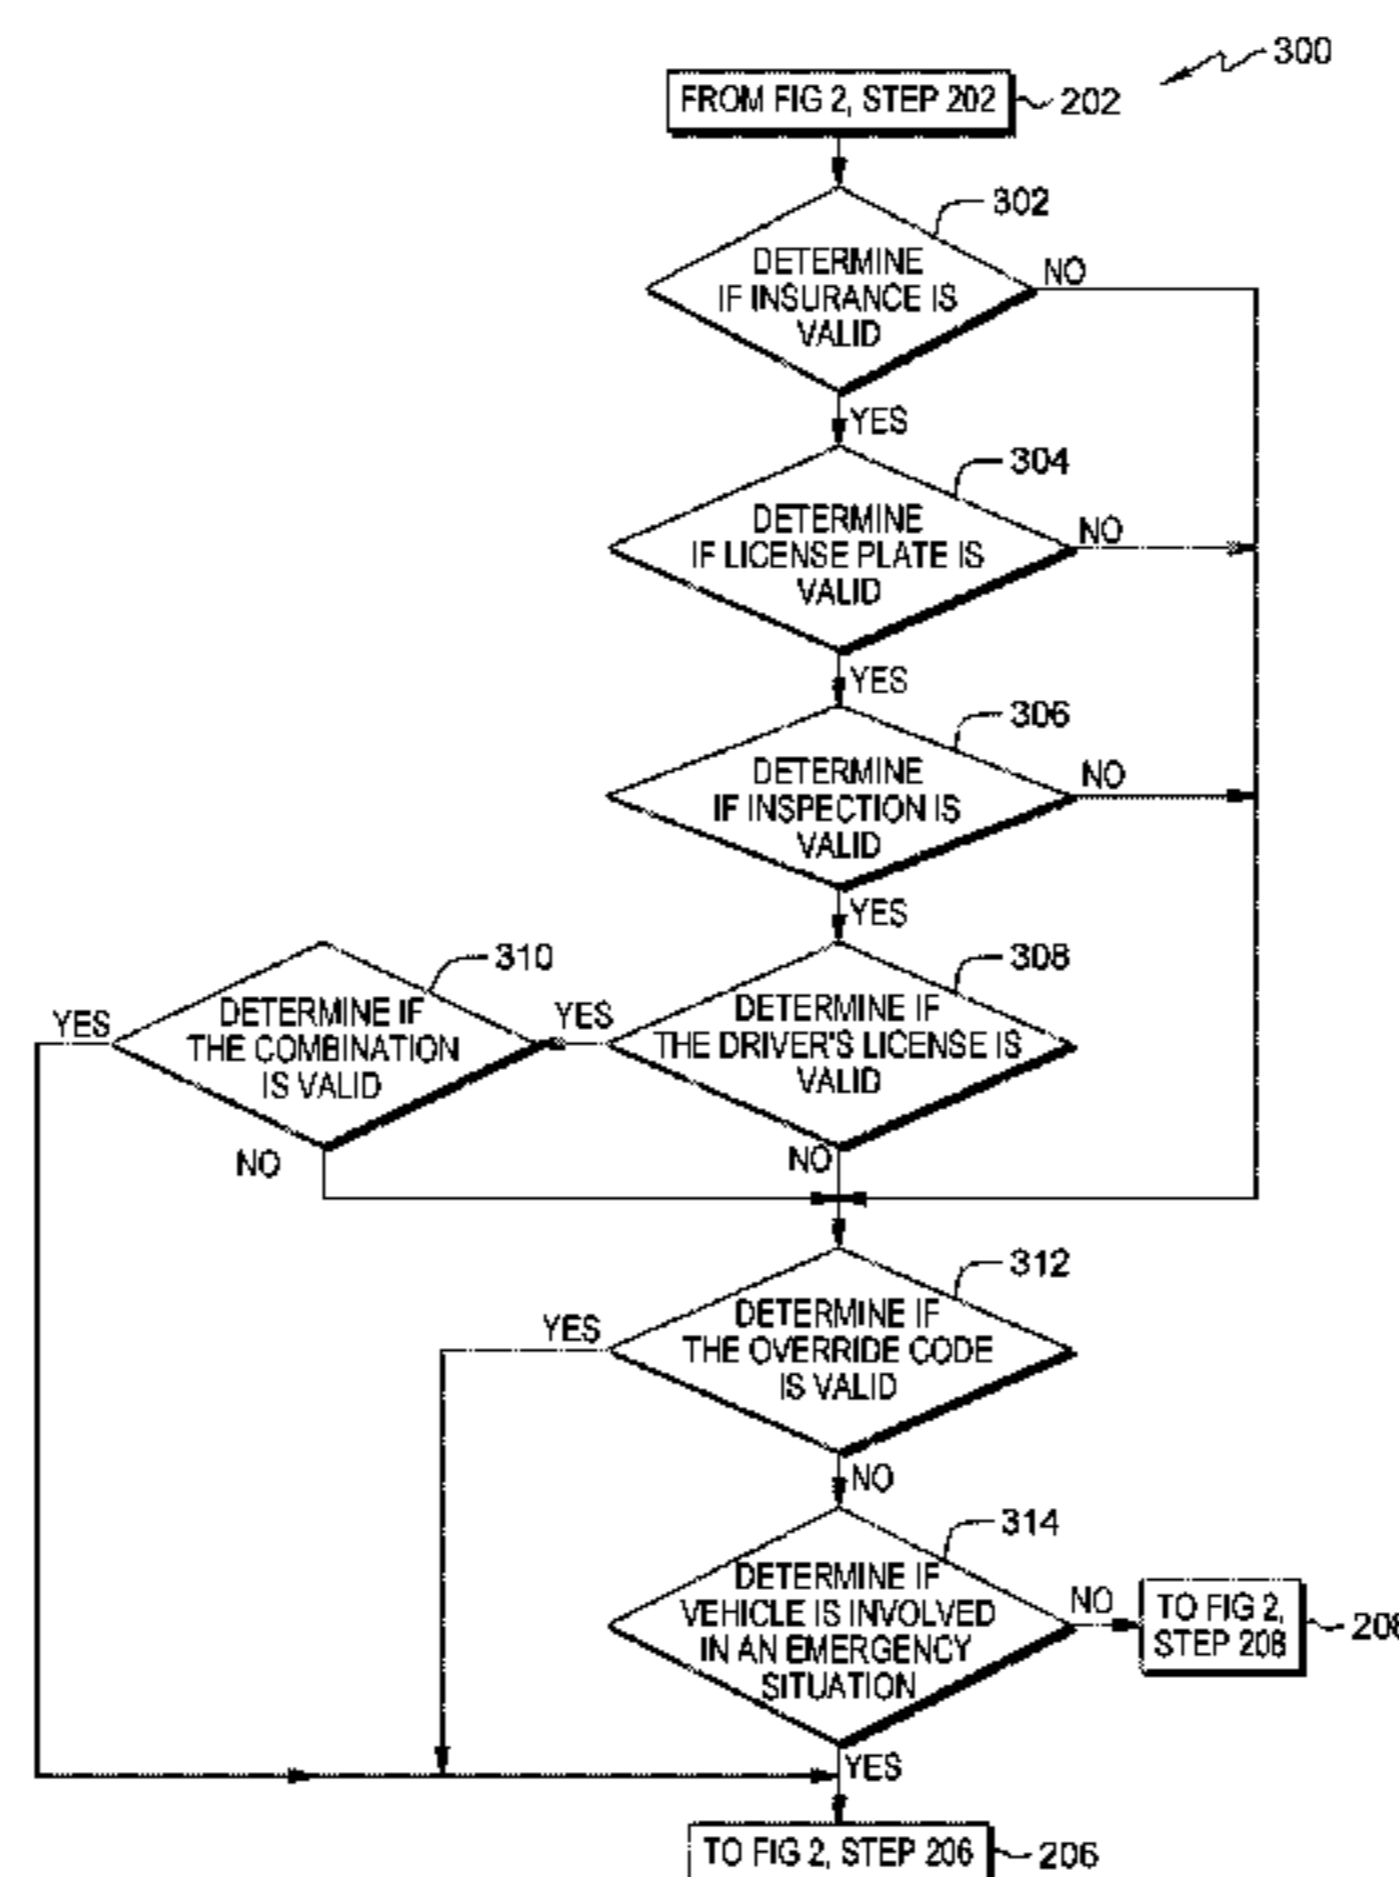 300
FROM FIG 2, STEP 202
202
302
DETERMINE
IF INSURANCE IS
VALID
NO
YES
304
DETERMINE
IF LICENSE PLATE IS
VALID
NO
YES
306
DETERMINE
IF INSPECTION IS
VALID
NO
YES
310
DETERMINE IF
THE COMBINATION
IS VALID
YES
NO
308
YES
DETERMINE IF
THE DRIVER'S LICENSE IS
VALID
NO
312
DETERMINE IF
THE OVERRIDE CODE
IS VALID
YES
NO
314
DETERMINE IF
VEHICLE IS INVOLVED
IN AN EMERGENCY
SITUATION
NO
TO FIG 2,
STEP 208
208
YES
TO FIG 2, STEP 206
206